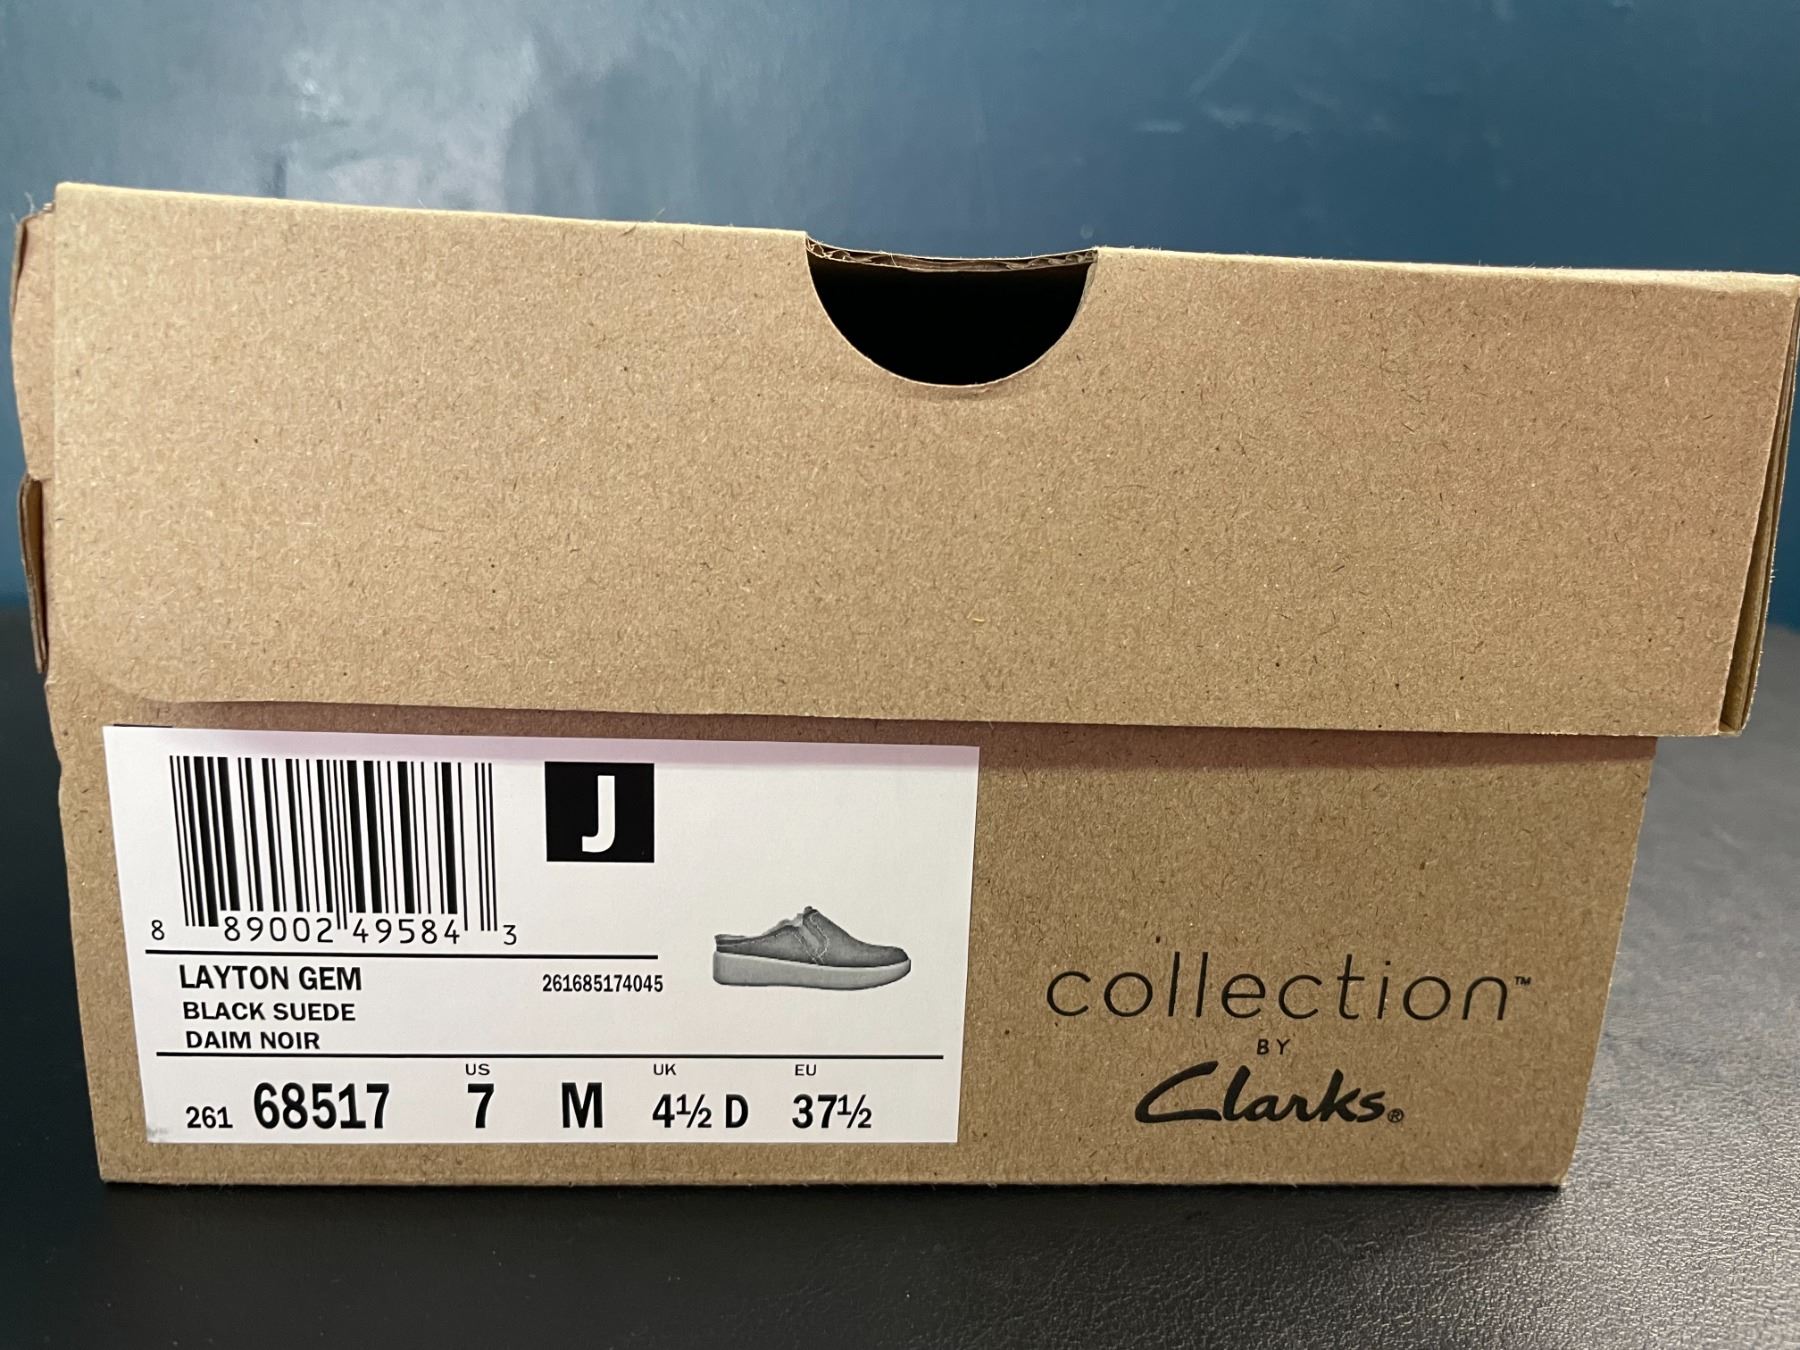 J
8 89002 49584 3
LAYTON GEM 261685174045
BLACK SUEDE
DAIM NOIR
US UK EU
261 68517 7 M 4½ D 37½
collection™
BY
Clarks®